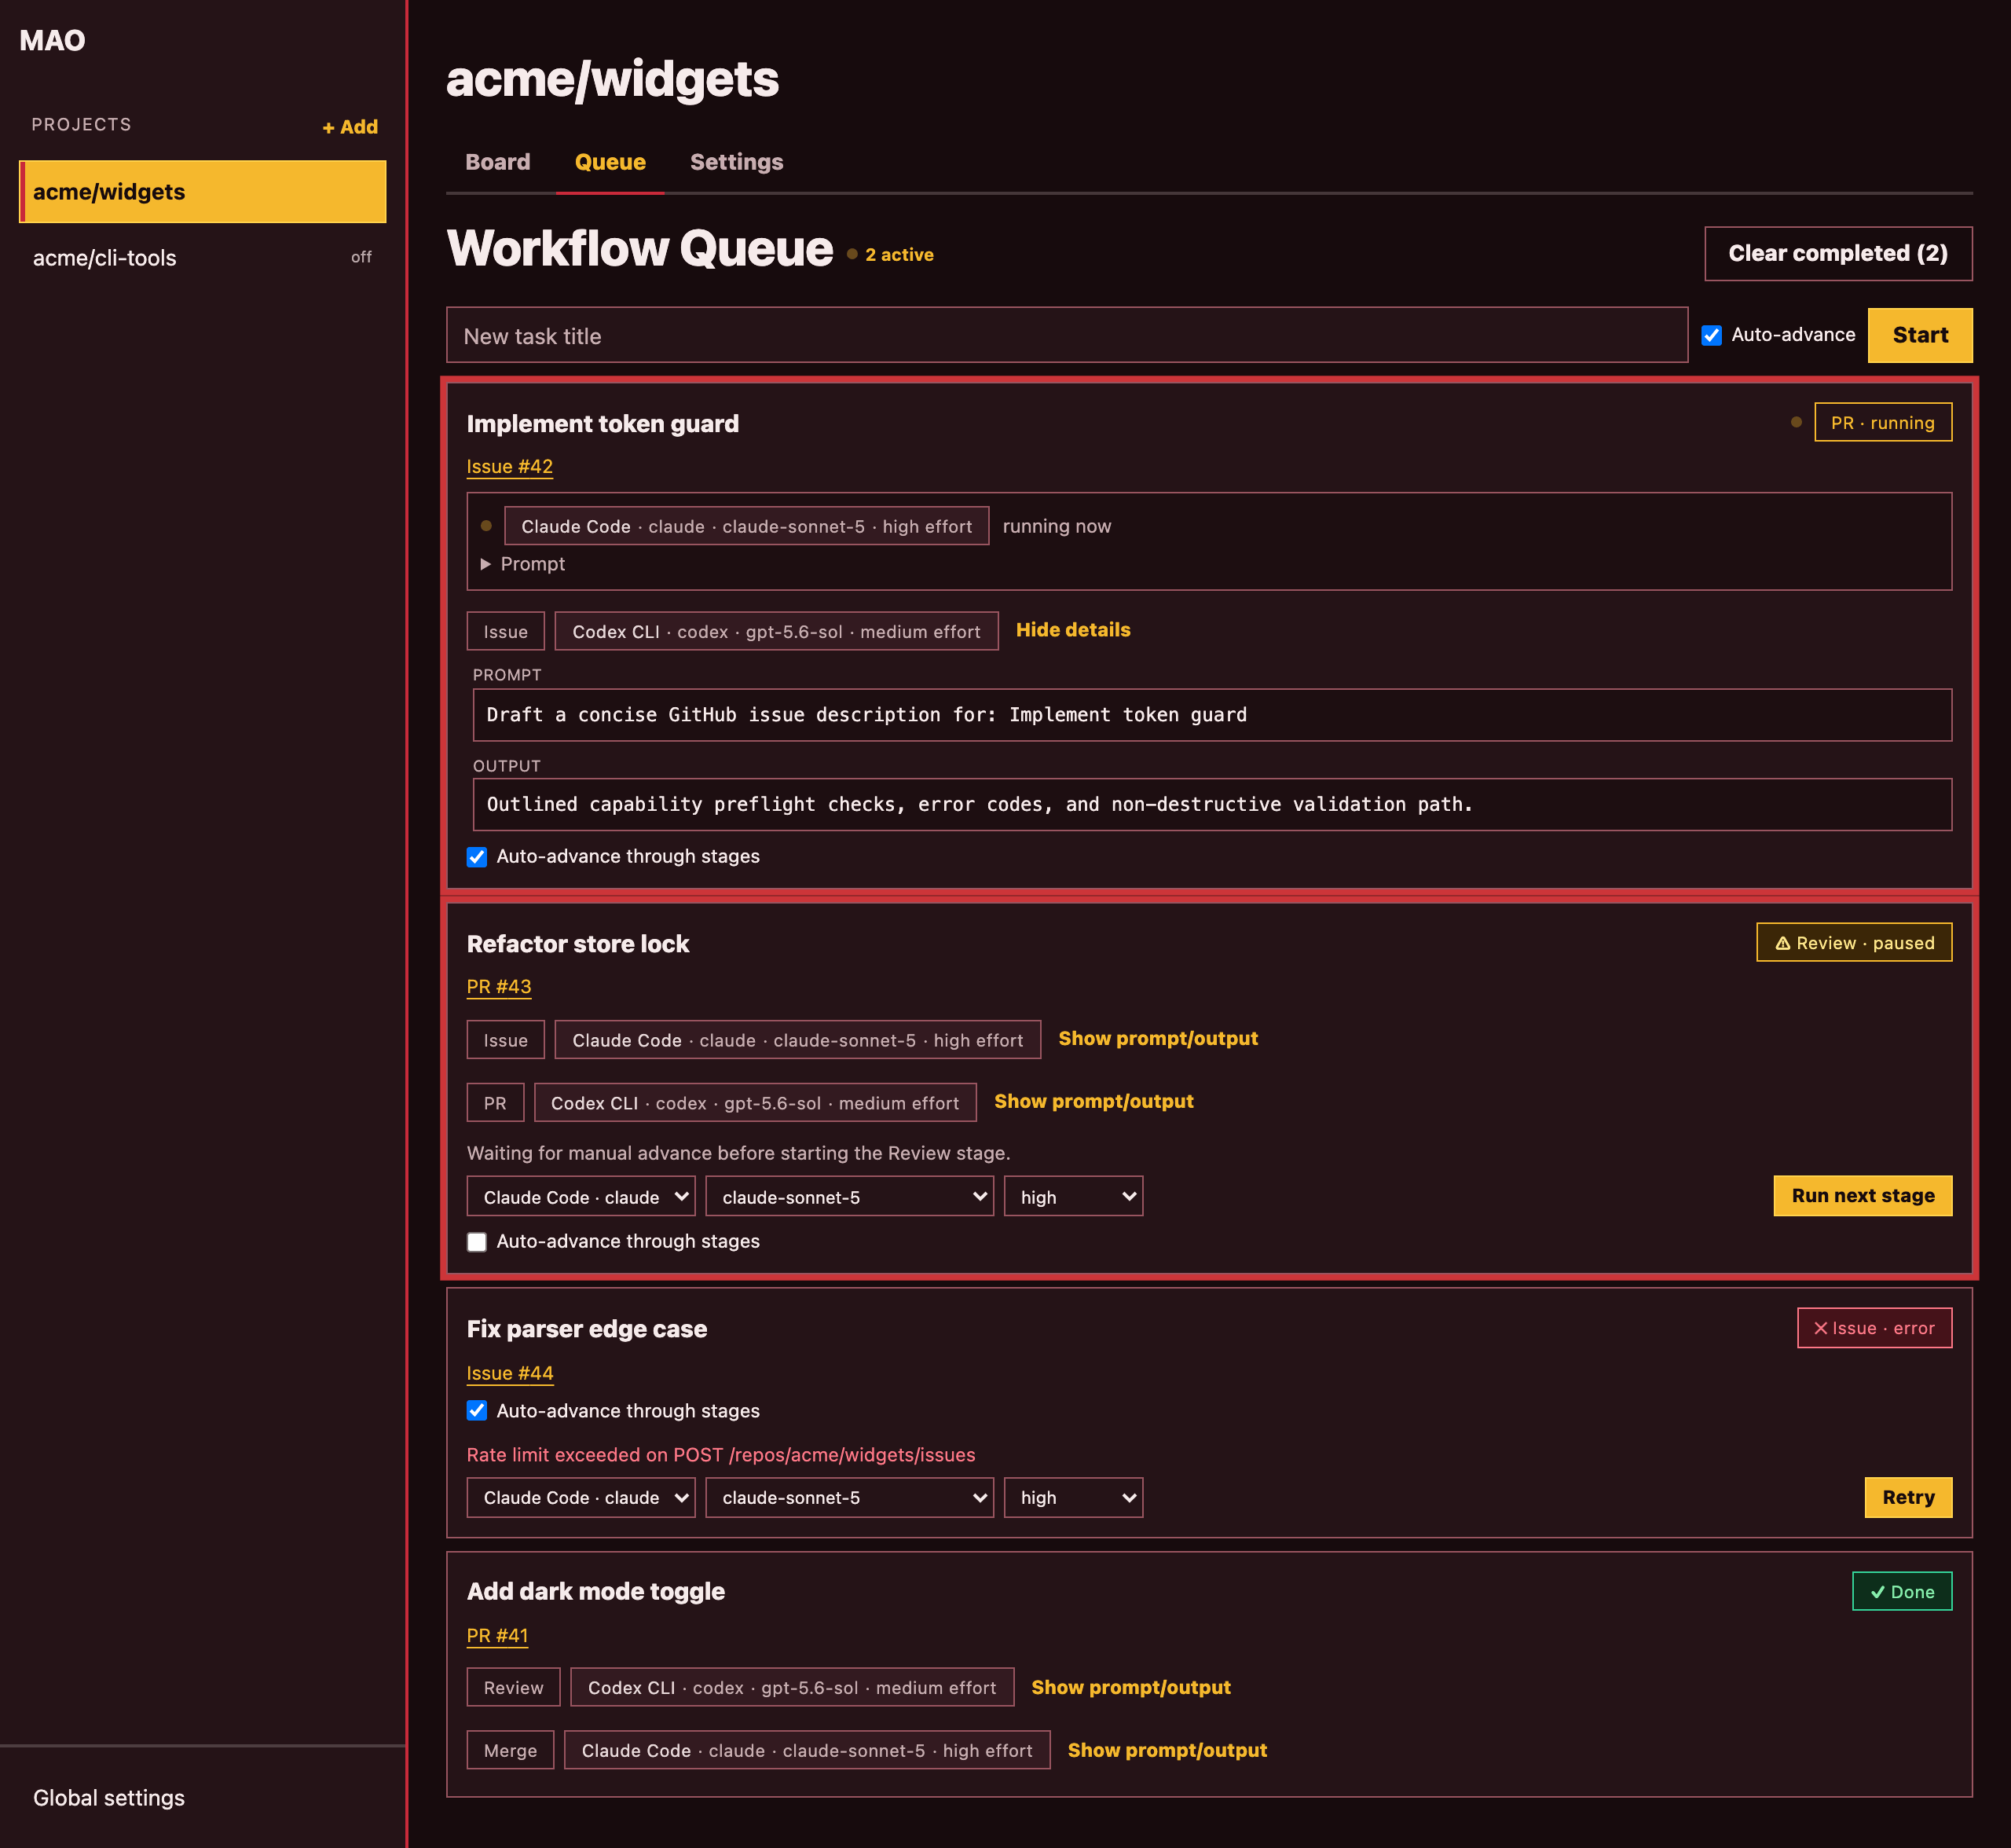 MAO
PROJECTS
+ Add
acme/widgets
acme/cli-tools off
Global settings
acme/widgets
Board Queue Settings
Workflow Queue 2 active
Clear completed (2)
New task title
Auto-advance
Start
Implement token guard
PR · running
Issue #42
Claude Code · claude · claude-sonnet-5 · high effort running now
Prompt
Issue Codex CLI · codex · gpt-5.6-sol · medium effort Hide details
PROMPT
Draft a concise GitHub issue description for: Implement token guard
OUTPUT
Outlined capability preflight checks, error codes, and non-destructive validation path.
Auto-advance through stages
Refactor store lock
⚠ Review · paused
PR #43
Issue Claude Code · claude · claude-sonnet-5 · high effort Show prompt/output
PR Codex CLI · codex · gpt-5.6-sol · medium effort Show prompt/output
Waiting for manual advance before starting the Review stage.
Claude Code · claude claude-sonnet-5 high Run next stage
Auto-advance through stages
Fix parser edge case
✕ Issue · error
Issue #44
Auto-advance through stages
Rate limit exceeded on POST /repos/acme/widgets/issues
Claude Code · claude claude-sonnet-5 high Retry
Add dark mode toggle
✓ Done
PR #41
Review Codex CLI · codex · gpt-5.6-sol · medium effort Show prompt/output
Merge Claude Code · claude · claude-sonnet-5 · high effort Show prompt/output